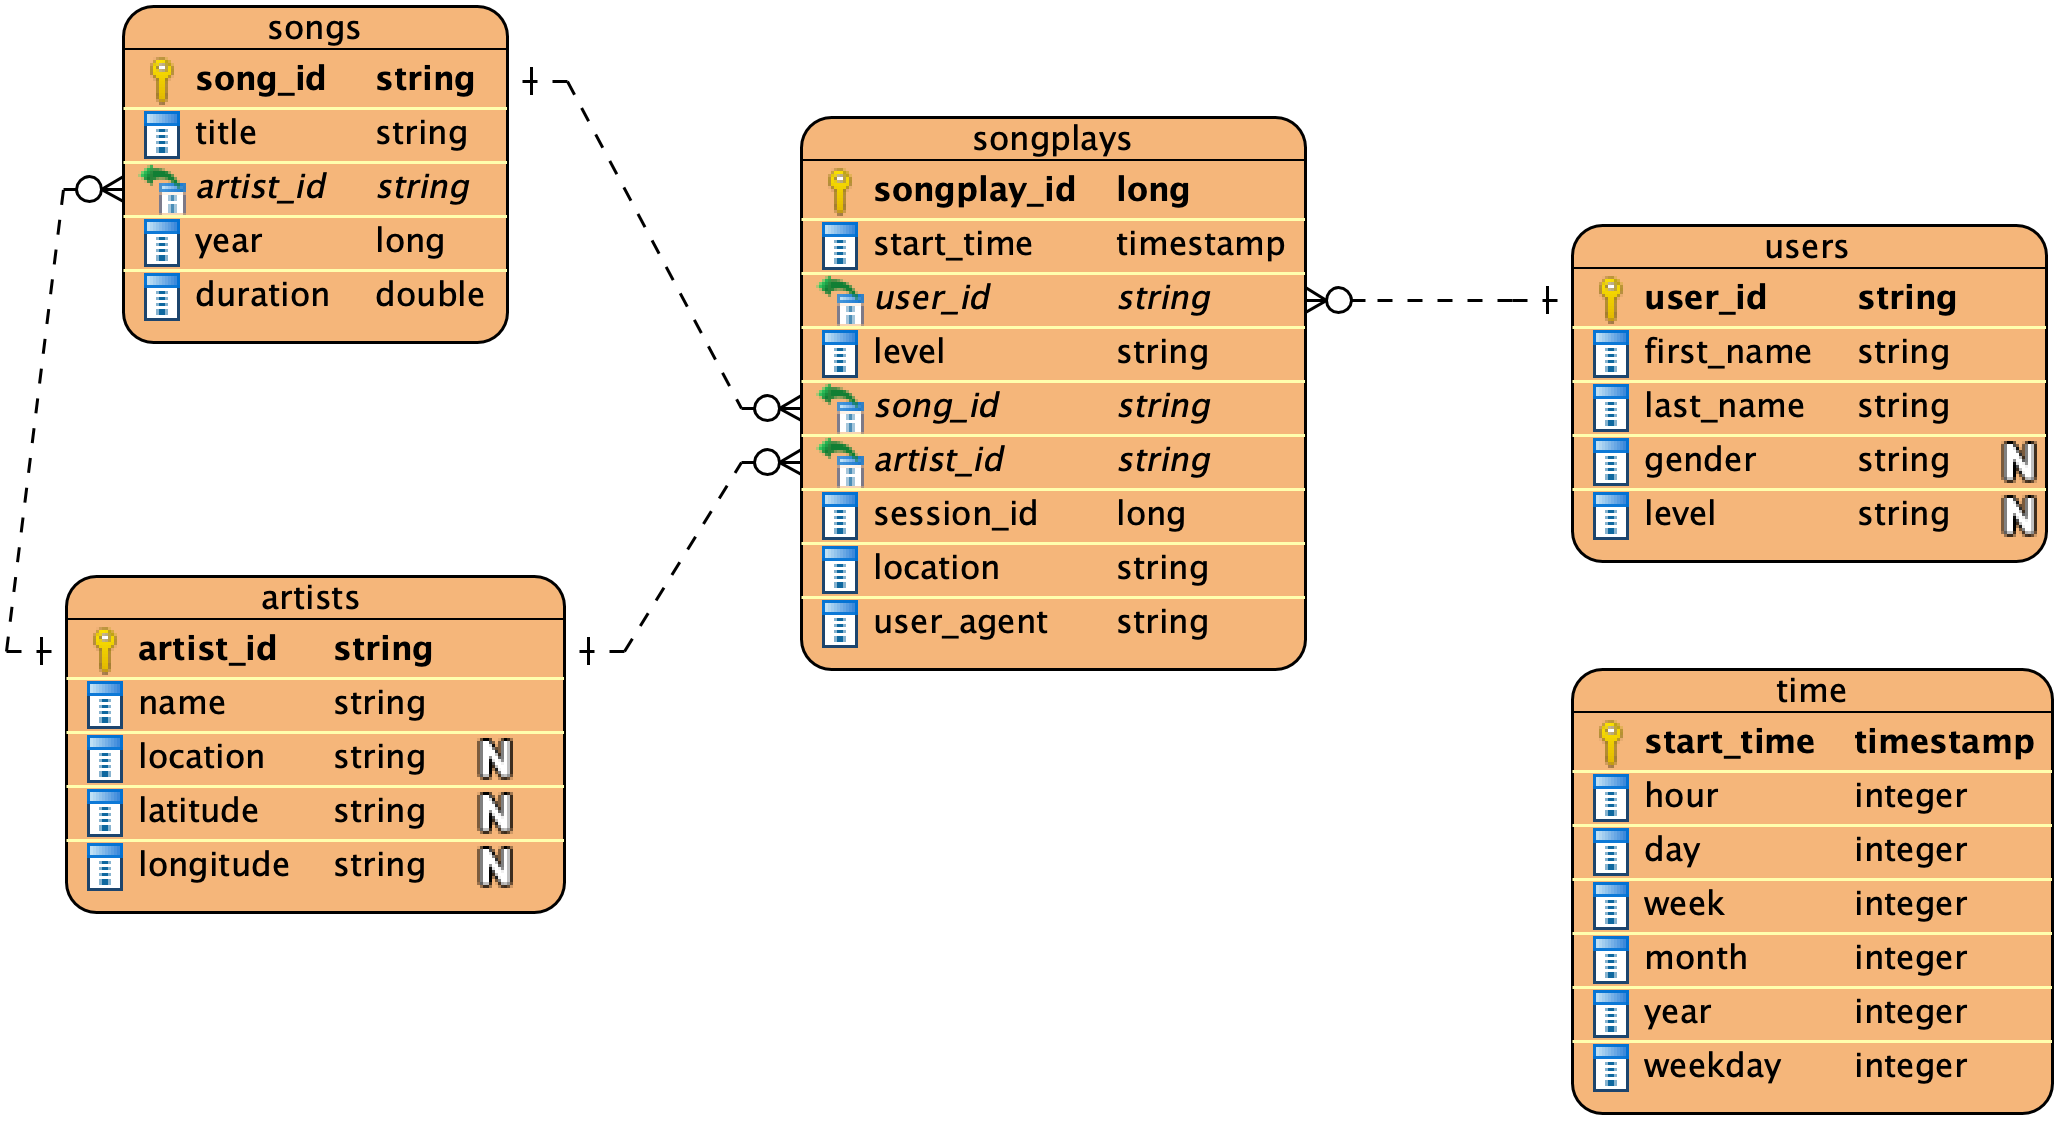 songs
song_id string
title string
artist_id string
year long
duration double
songplays
songplay_id long
start_time timestamp
user_id string
level string
song_id string
artist_id string
session_id long
location string
user_agent string
users
user_id string
first_name string
last_name string
gender string N
level string N
artists
artist_id string
name string
location string N
latitude string N
longitude string N
time
start_time timestamp
hour integer
day integer
week integer
month integer
year integer
weekday integer